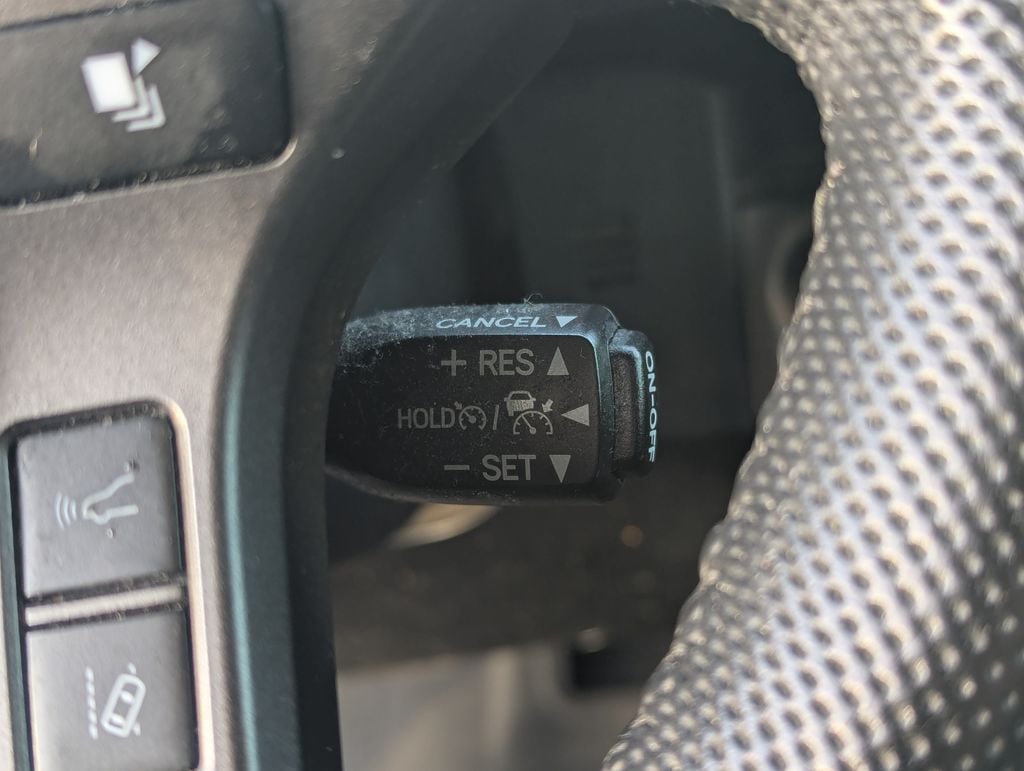 CANCEL
+ RES
HOLD /
− SET
ON-OFF